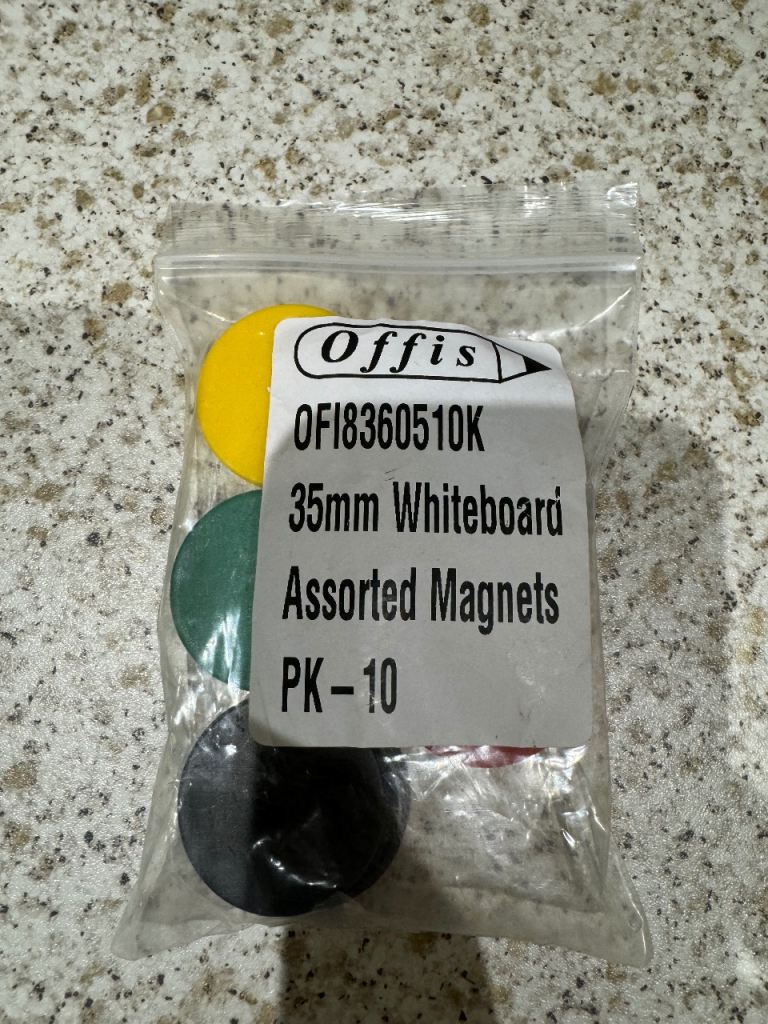 Offis
OFI8360510K
35mm Whiteboard
Assorted Magnets
PK – 10